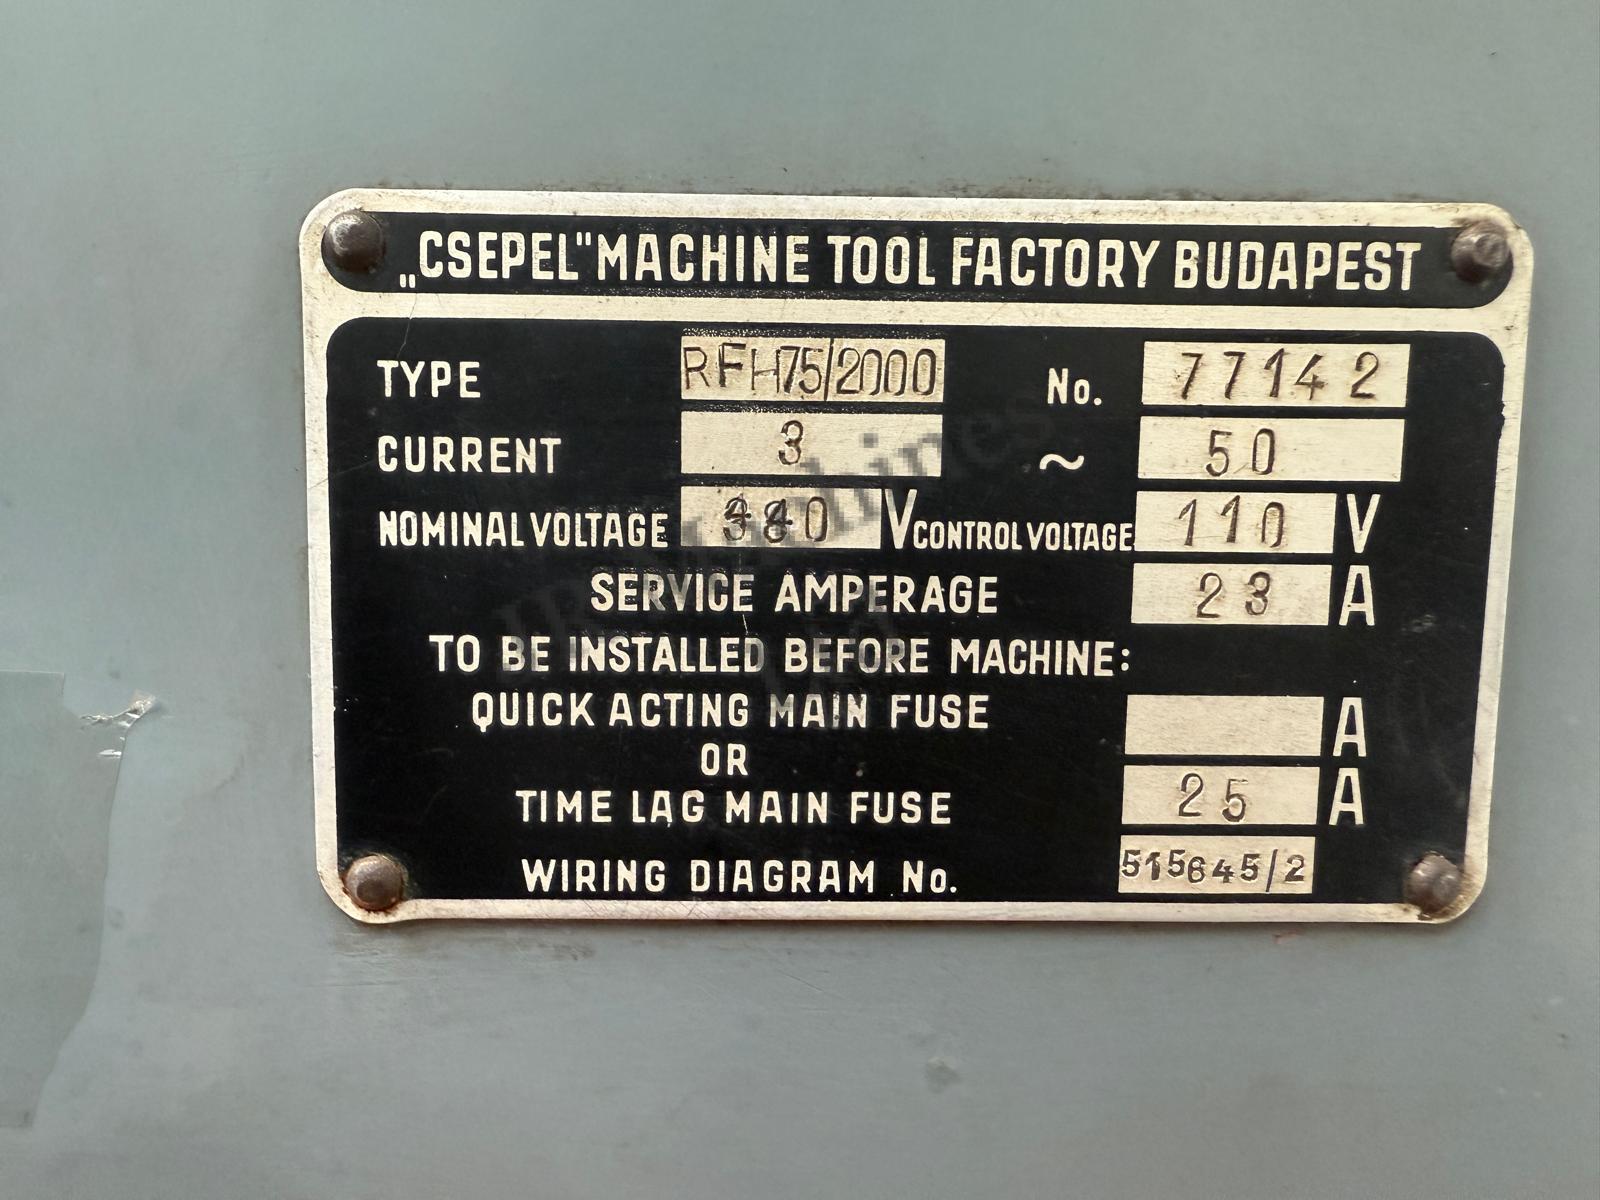 „CSEPEL" MACHINE TOOL FACTORY BUDAPEST
TYPE RFH75/2000 No. 77142
CURRENT 3 ~ 50
NOMINAL VOLTAGE V CONTROL VOLTAGE 110 V
SERVICE AMPERAGE 23 A
TO BE INSTALLED BEFORE MACHINE:
QUICK ACTING MAIN FUSE A
OR
TIME LAG MAIN FUSE 25 A
WIRING DIAGRAM No. 515645/2